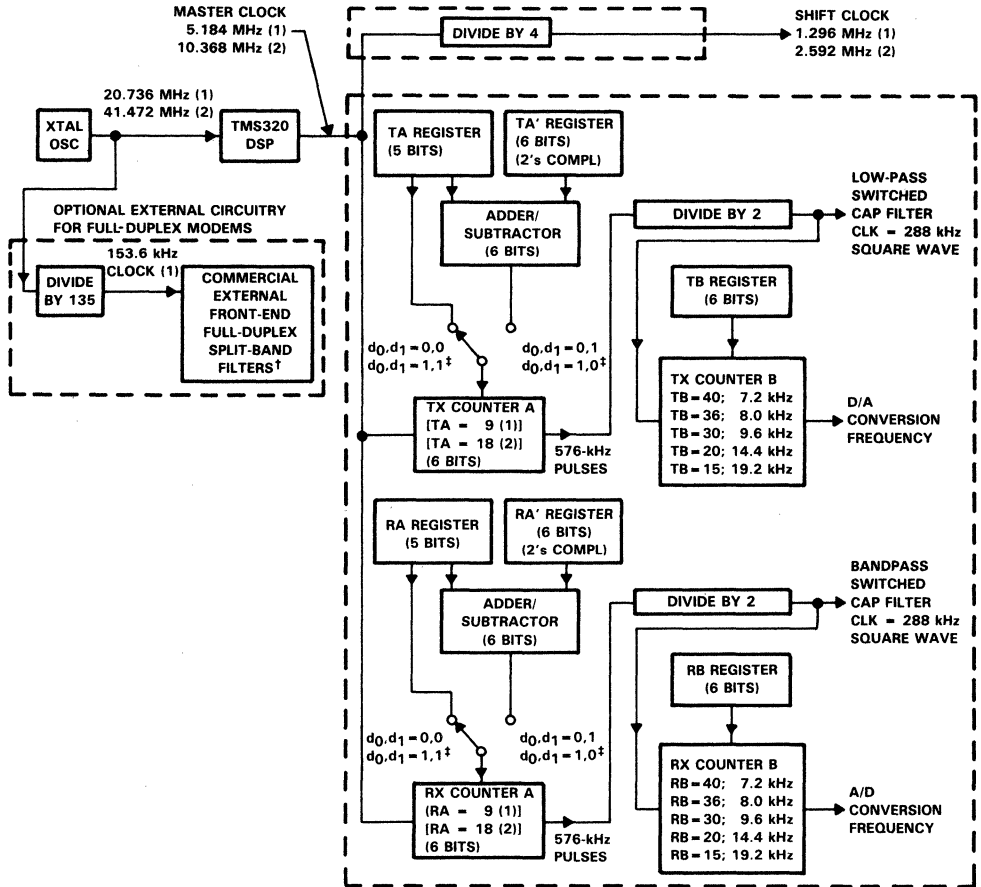 MASTER CLOCK
5.184 MHz (1)
10.368 MHz (2)
DIVIDE BY 4
SHIFT CLOCK
1.296 MHz (1)
2.592 MHz (2)
20.736 MHz (1)
41.472 MHz (2)
XTAL
OSC
TMS320
DSP
TA REGISTER
(5 BITS)
TA' REGISTER
(6 BITS)
(2's COMPL)
ADDER/
SUBTRACTOR
(6 BITS)
DIVIDE BY 2
LOW-PASS
SWITCHED
CAP FILTER
CLK = 288 kHz
SQUARE WAVE
OPTIONAL EXTERNAL CIRCUITRY
FOR FULL-DUPLEX MODEMS
153.6 kHz
CLOCK (1)
DIVIDE
BY 135
COMMERCIAL
EXTERNAL
FRONT-END
FULL-DUPLEX
SPLIT-BAND
FILTERS†
TB REGISTER
(6 BITS)
d0,d1=0,0
d0,d1=1,1‡
d0,d1=0,1
d0,d1=1,0‡
TX COUNTER A
[TA = 9 (1)]
[TA = 18 (2)]
(6 BITS)
576-kHz
PULSES
TX COUNTER B
TB=40; 7.2 kHz
TB=36; 8.0 kHz
TB=30; 9.6 kHz
TB=20; 14.4 kHz
TB=15; 19.2 kHz
D/A
CONVERSION
FREQUENCY
RA REGISTER
(5 BITS)
RA' REGISTER
(6 BITS)
(2's COMPL)
ADDER/
SUBTRACTOR
(6 BITS)
DIVIDE BY 2
BANDPASS
SWITCHED
CAP FILTER
CLK = 288 kHz
SQUARE WAVE
RB REGISTER
(6 BITS)
d0,d1=0,0
d0,d1=1,1‡
d0,d1=0,1
d0,d1=1,0‡
RX COUNTER A
(RA = 9 (1)]
[RA = 18 (2)]
(6 BITS)
576-kHz
PULSES
RX COUNTER B
RB=40; 7.2 kHz
RB=36; 8.0 kHz
RB=30; 9.6 kHz
RB=20; 14.4 kHz
RB=15; 19.2 kHz
A/D
CONVERSION
FREQUENCY